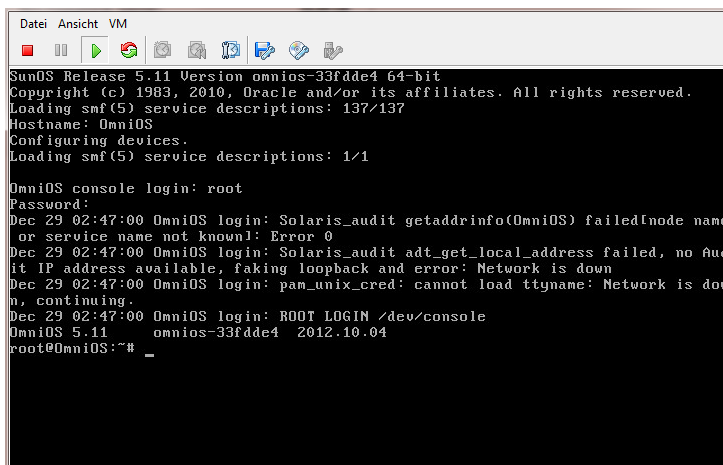 Datei Ansicht VM
SunOS Release 5.11 Version omnios-33fdde4 64-bit
Copyright (c) 1983, 2010, Oracle and/or its affiliates. All rights reserved.
Loading smf(5) service descriptions: 137/137
Hostname: OmniOS
Configuring devices.
Loading smf(5) service descriptions: 1/1
OmniOS console login: root
Password:
Dec 29 02:47:00 OmniOS login: Solaris_audit getaddrinfo(OmniOS) failed[node name
or service name not known]: Error 0
Dec 29 02:47:00 OmniOS login: Solaris_audit adt_get_local_address failed, no Aud
it IP address available, faking loopback and error: Network is down
Dec 29 02:47:00 OmniOS login: pam_unix_cred: cannot load ttyname: Network is dow
n, continuing.
Dec 29 02:47:00 OmniOS login: ROOT LOGIN /dev/console
OmniOS 5.11 omnios-33fdde4 2012.10.04
root@OmniOS:~# _